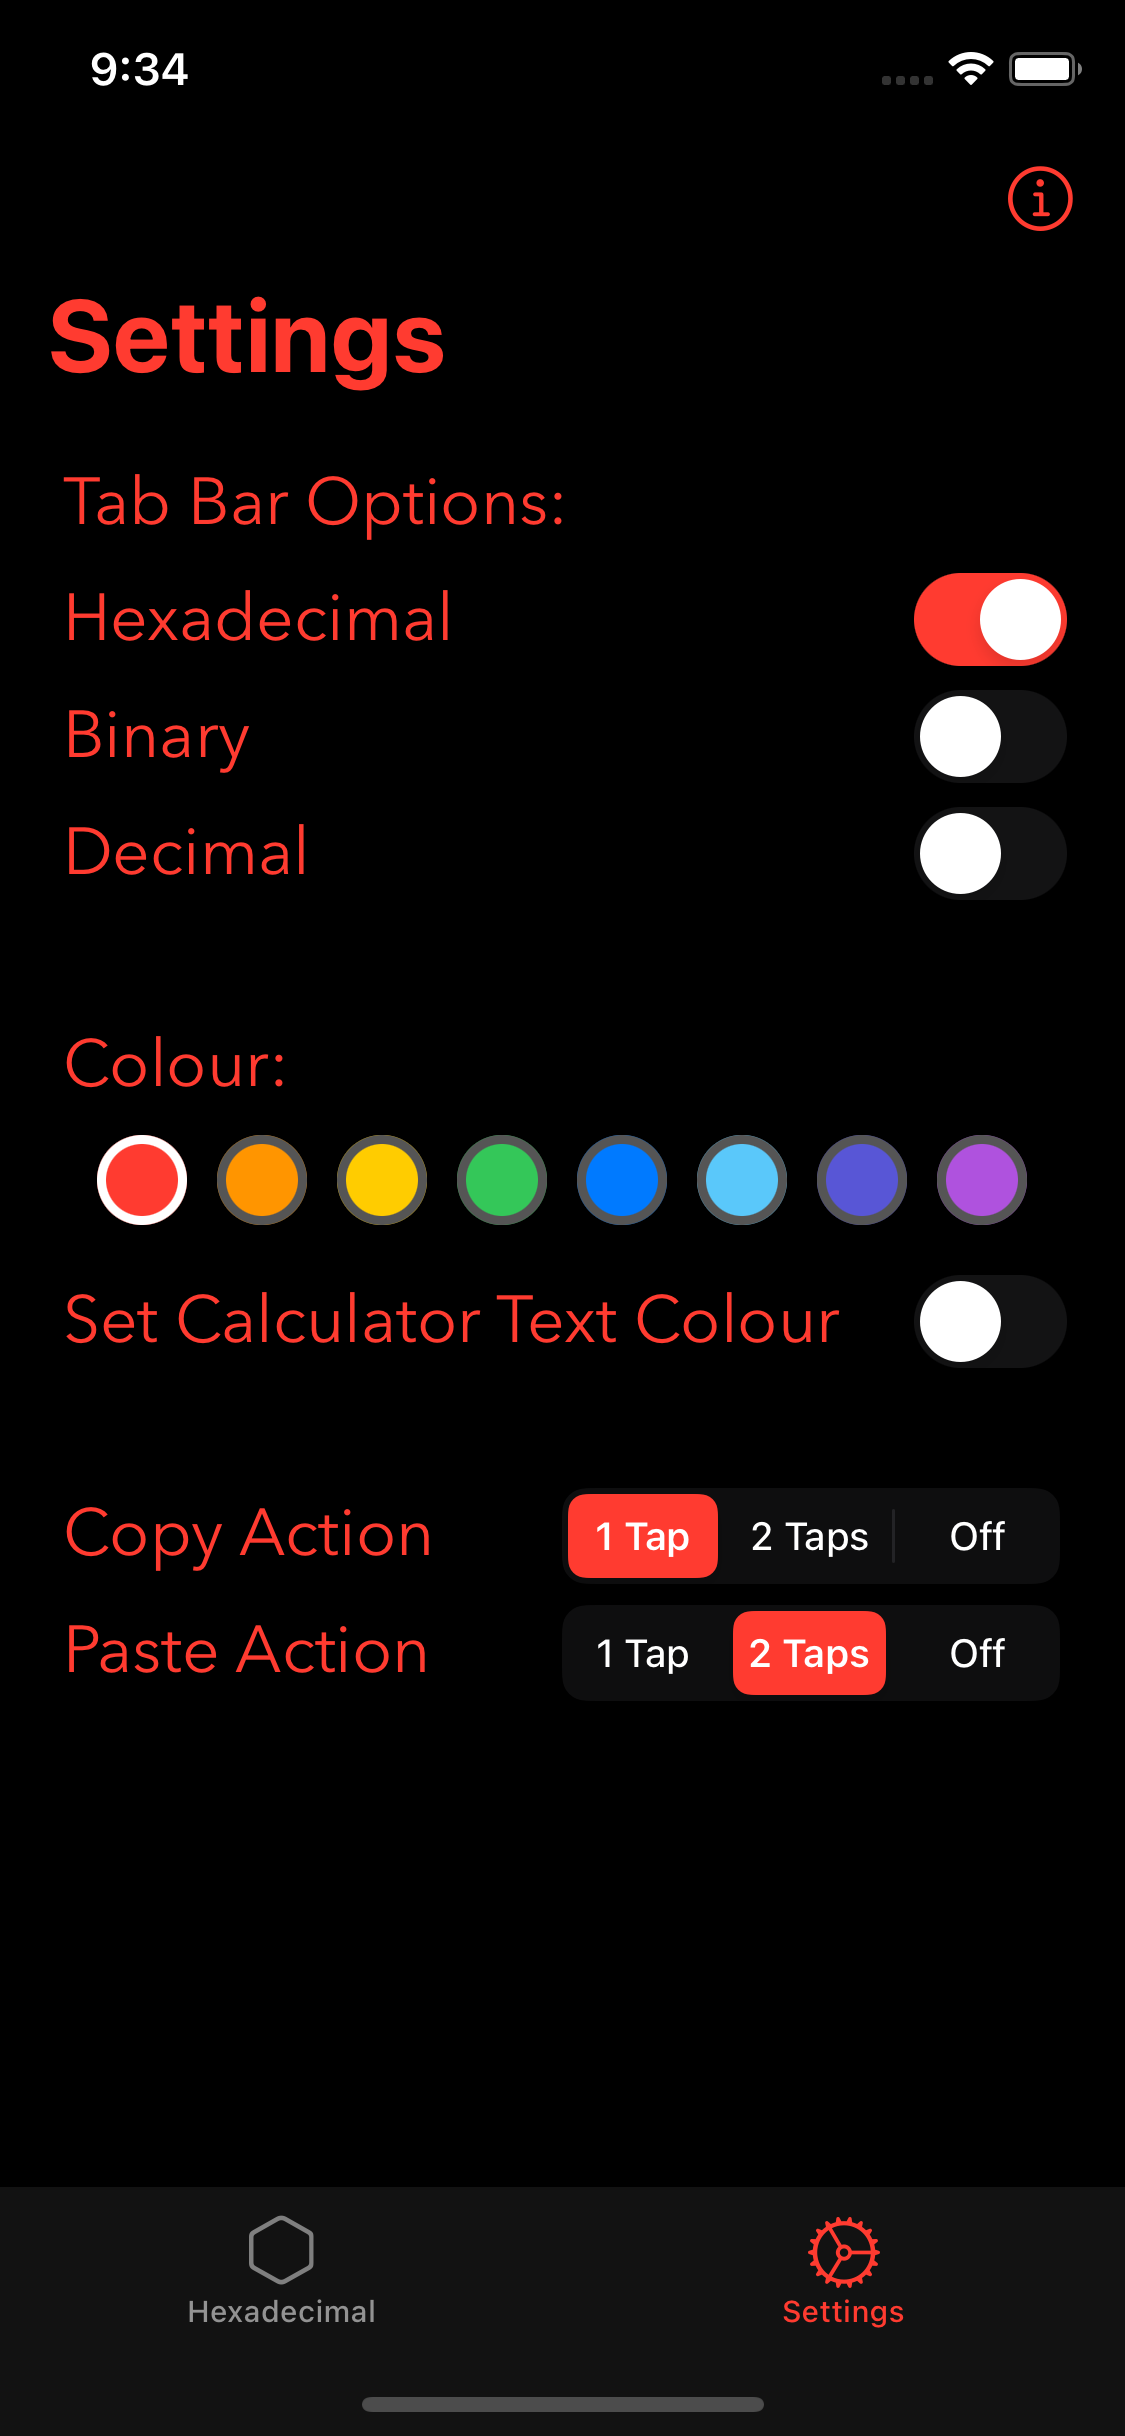 9:34
Settings
Tab Bar Options:
Hexadecimal
Binary
Decimal
Colour:
Set Calculator Text Colour
Copy Action 1 Tap 2 Taps Off
Paste Action 1 Tap 2 Taps Off
Hexadecimal Settings